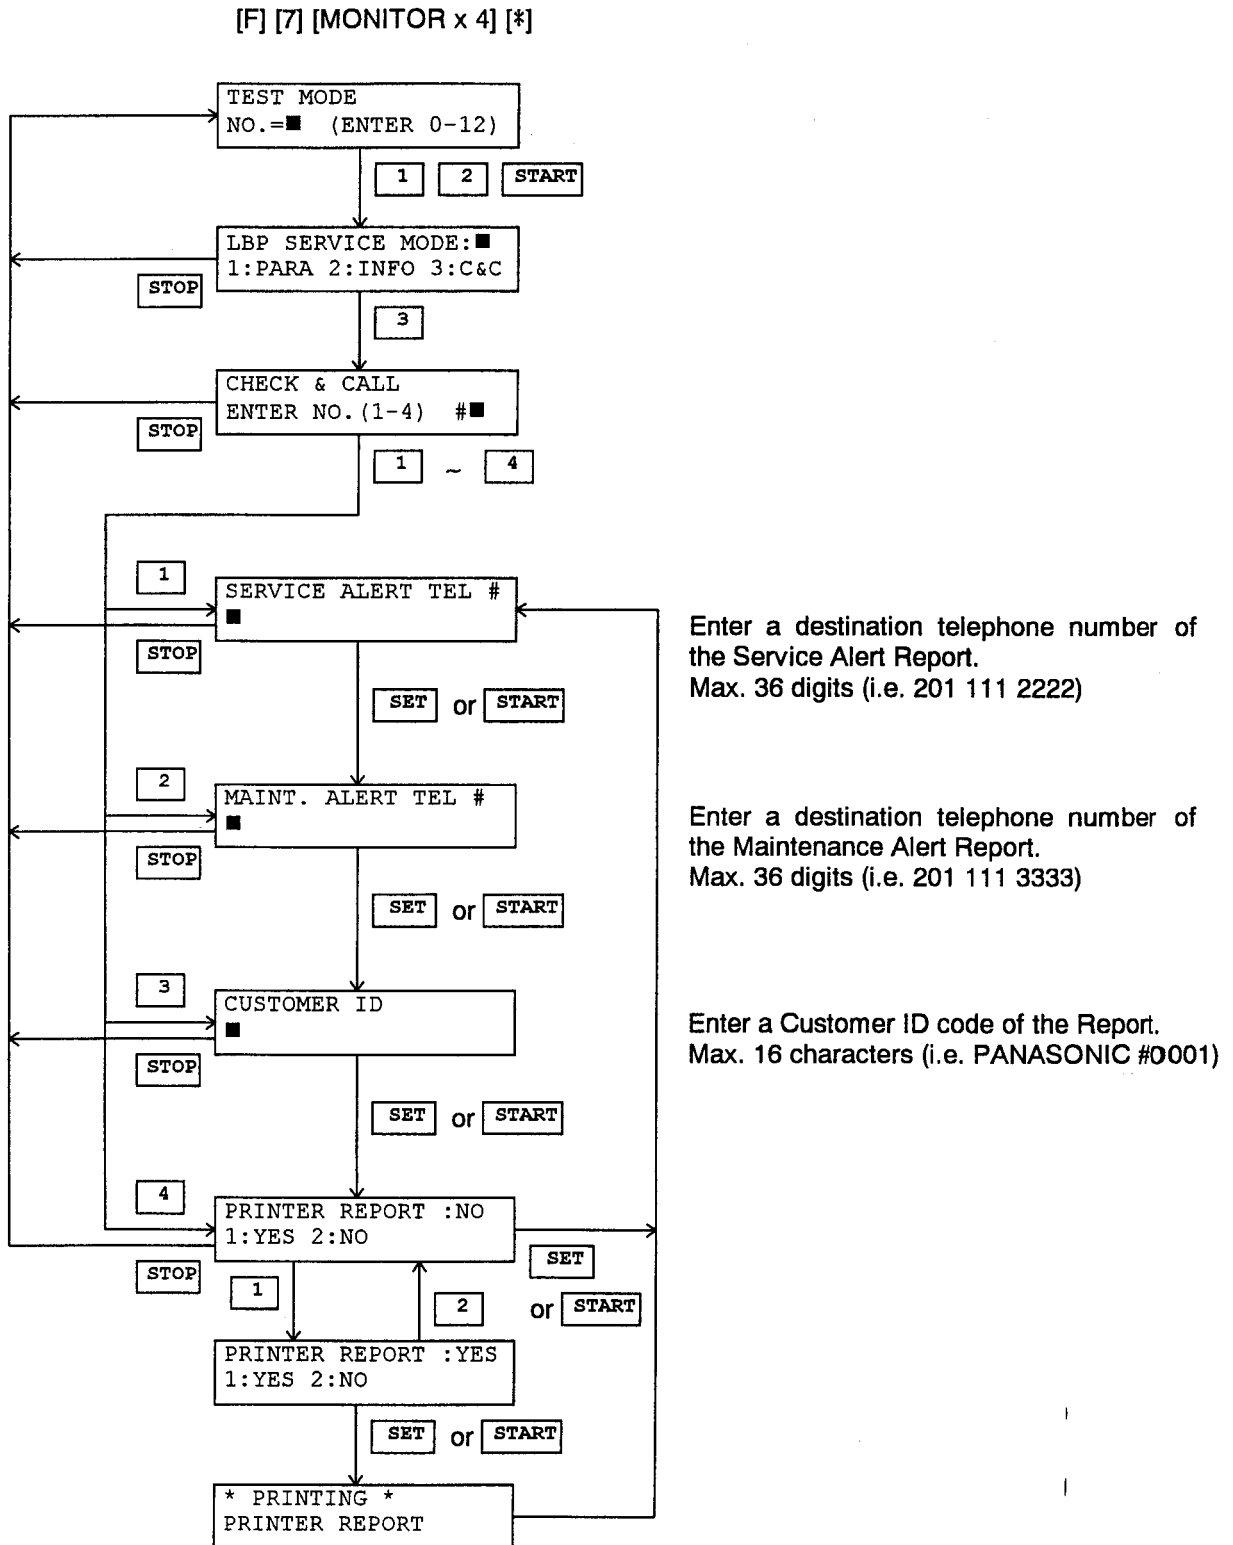 [F] [7] [MONITOR x 4] [*]
TEST MODE
NO.=■ (ENTER 0-12)
1 2 START
LBP SERVICE MODE:■
1:PARA 2:INFO 3:C&C
STOP
3
CHECK & CALL
ENTER NO.(1-4) #■
STOP
1 ~ 4
1
SERVICE ALERT TEL #
■
STOP
Enter a destination telephone number of
the Service Alert Report.
Max. 36 digits (i.e. 201 111 2222)
SET or START
2
MAINT. ALERT TEL #
■
STOP
Enter a destination telephone number of
the Maintenance Alert Report.
Max. 36 digits (i.e. 201 111 3333)
SET or START
3
CUSTOMER ID
■
STOP
Enter a Customer ID code of the Report.
Max. 16 characters (i.e. PANASONIC #0001)
SET or START
4
PRINTER REPORT :NO
1:YES 2:NO
STOP
SET
or START
1
2
PRINTER REPORT :YES
1:YES 2:NO
SET or START
* PRINTING *
PRINTER REPORT